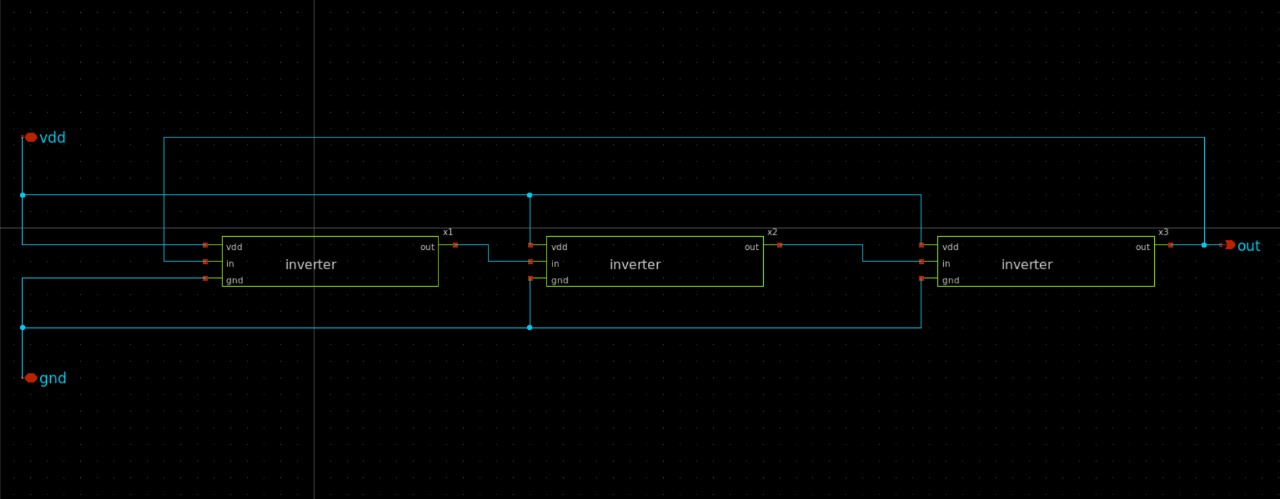 vdd
x1
x2
x3
vdd
out
vdd
out
vdd
out
out
in
inverter
in
inverter
in
inverter
gnd
gnd
gnd
gnd